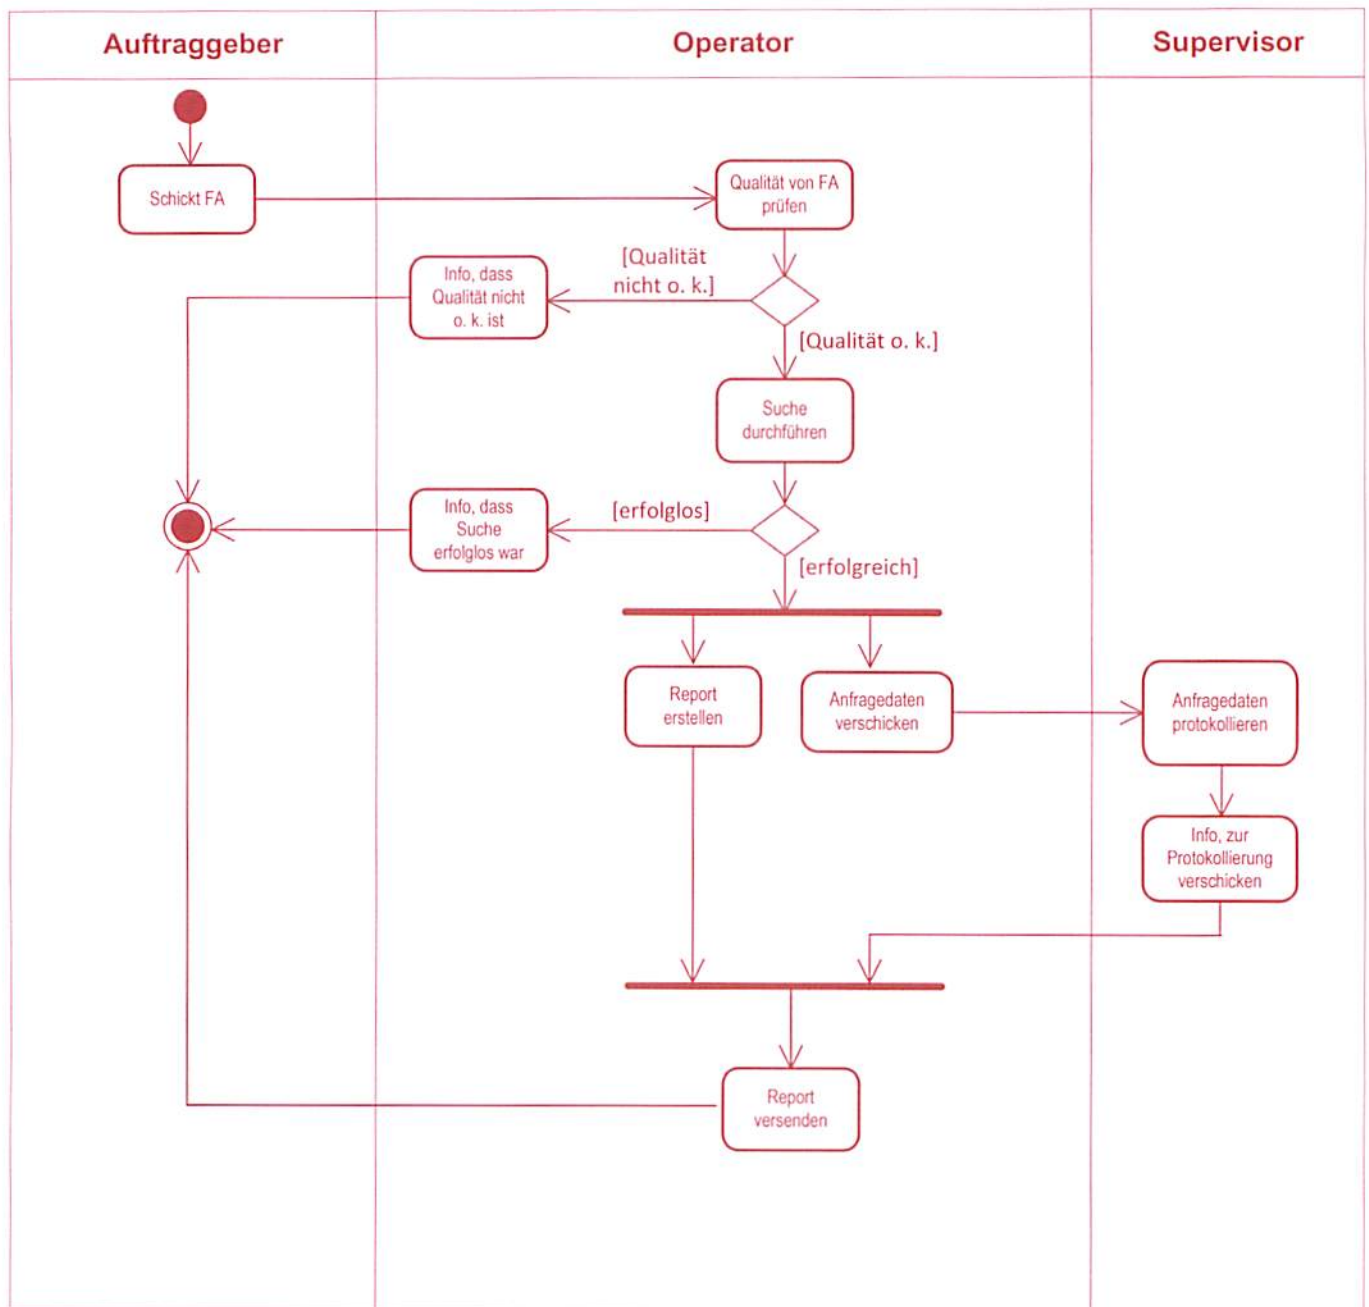 Auftraggeber
Operator
Supervisor
Schickt FA
Qualität von FA
prüfen
[Qualität
nicht o. k.]
Info, dass
Qualität nicht
o. k. ist
[Qualität o. k.]
Suche
durchführen
[erfolglos]
Info, dass
Suche
erfolglos war
[erfolgreich]
Report
erstellen
Anfragedaten
verschicken
Anfragedaten
protokollieren
Info, zur
Protokollierung
verschicken
Report
versenden